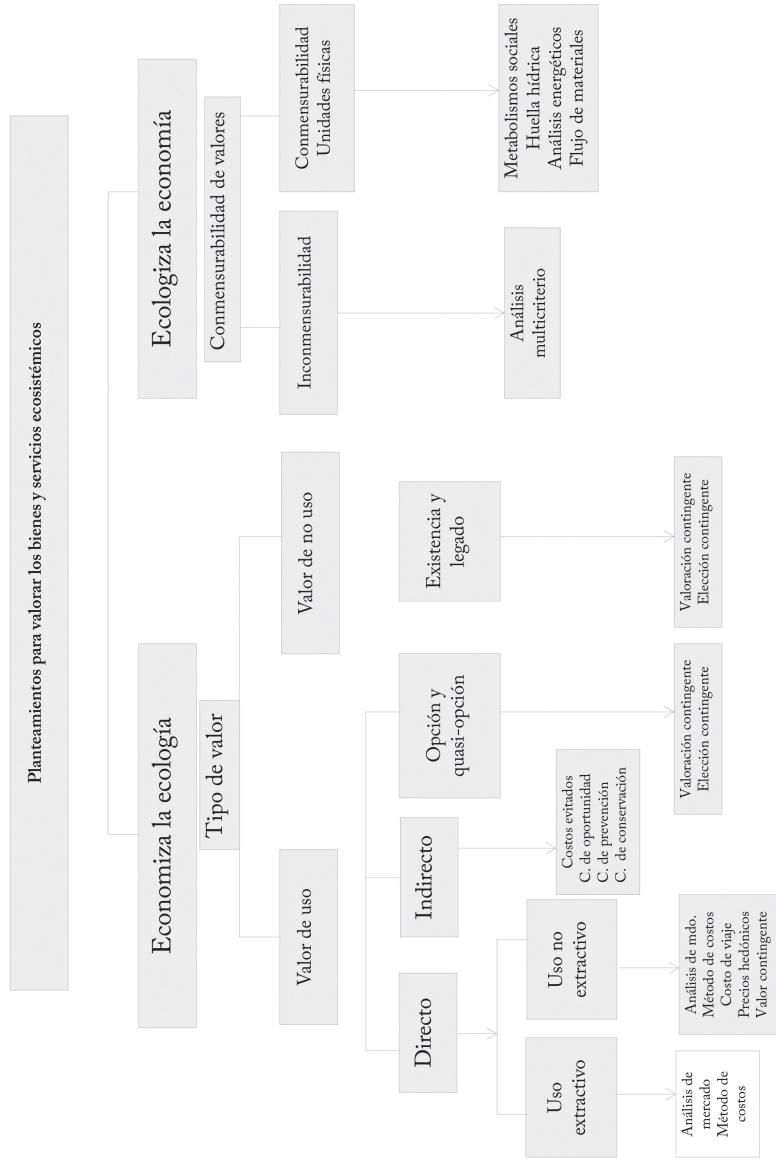 Planteamientos para valorar los bienes y servicios ecosistémicos
Economiza la ecología
Tipo de valor
Valor de uso
Directo
Uso
extractivo
Análisis de
mercado
Método de
costos
Uso no
extractivo
Análisis de mdo.
Método de costos
Costo de viaje
Precios hedónicos
Valor contingente
Indirecto
Costos evitados
C. de oportunidad
C. de prevención
C. de conservación
Opción y
quasi-opción
Valoración contingente
Elección contingente
Valor de no uso
Existencia y
legado
Valoración contingente
Elección contingente
Ecologiza la economía
Conmensurabilidad de valores
Inconmensurabilidad
Análisis
multicriterio
Conmensurabilidad
Unidades físicas
Metabolismos sociales
Huella hídrica
Análisis energéticos
Flujo de materiales